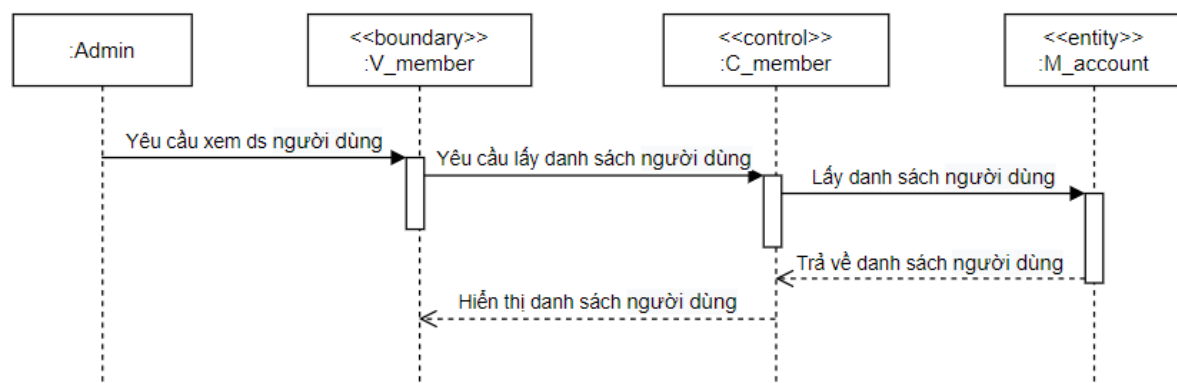 :Admin
<<boundary>>
:V_member
<<control>>
:C_member
<<entity>>
:M_account
Yêu cầu xem ds người dùng
Yêu cầu lấy danh sách người dùng
Lấy danh sách người dùng
Trả về danh sách người dùng
Hiển thị danh sách người dùng